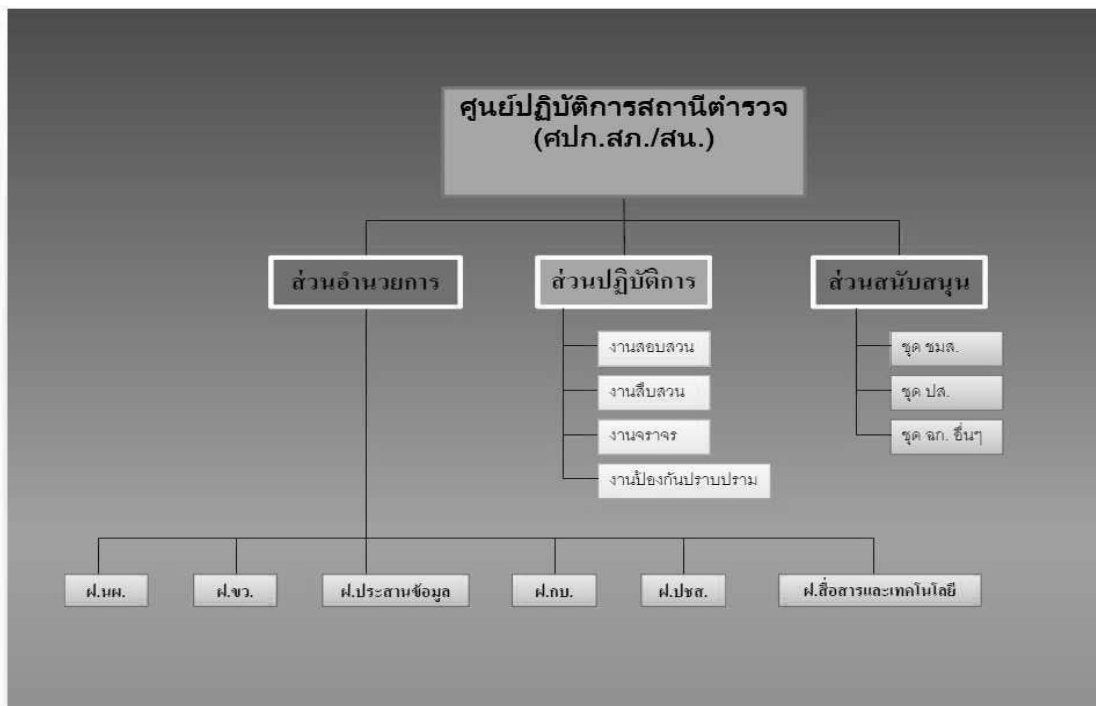 ศูนย์ปฏิบัติการสถานีตำรวจ
(ศปก.สภ./สน.)
ส่วนอำนวยการ
ส่วนปฏิบัติการ
ส่วนสนับสนุน
งานสอบสวน
งานสืบสวน
งานจราจร
งานป้องกันปราบปราม
ชุด ชมส.
ชุด ปส.
ชุด ฉก. อื่นๆ
ฝ.นผ.
ฝ.ขว.
ฝ.ประสานข้อมูล
ฝ.กบ.
ฝ.ปชส.
ฝ.สื่อสารและเทคโนโลยี